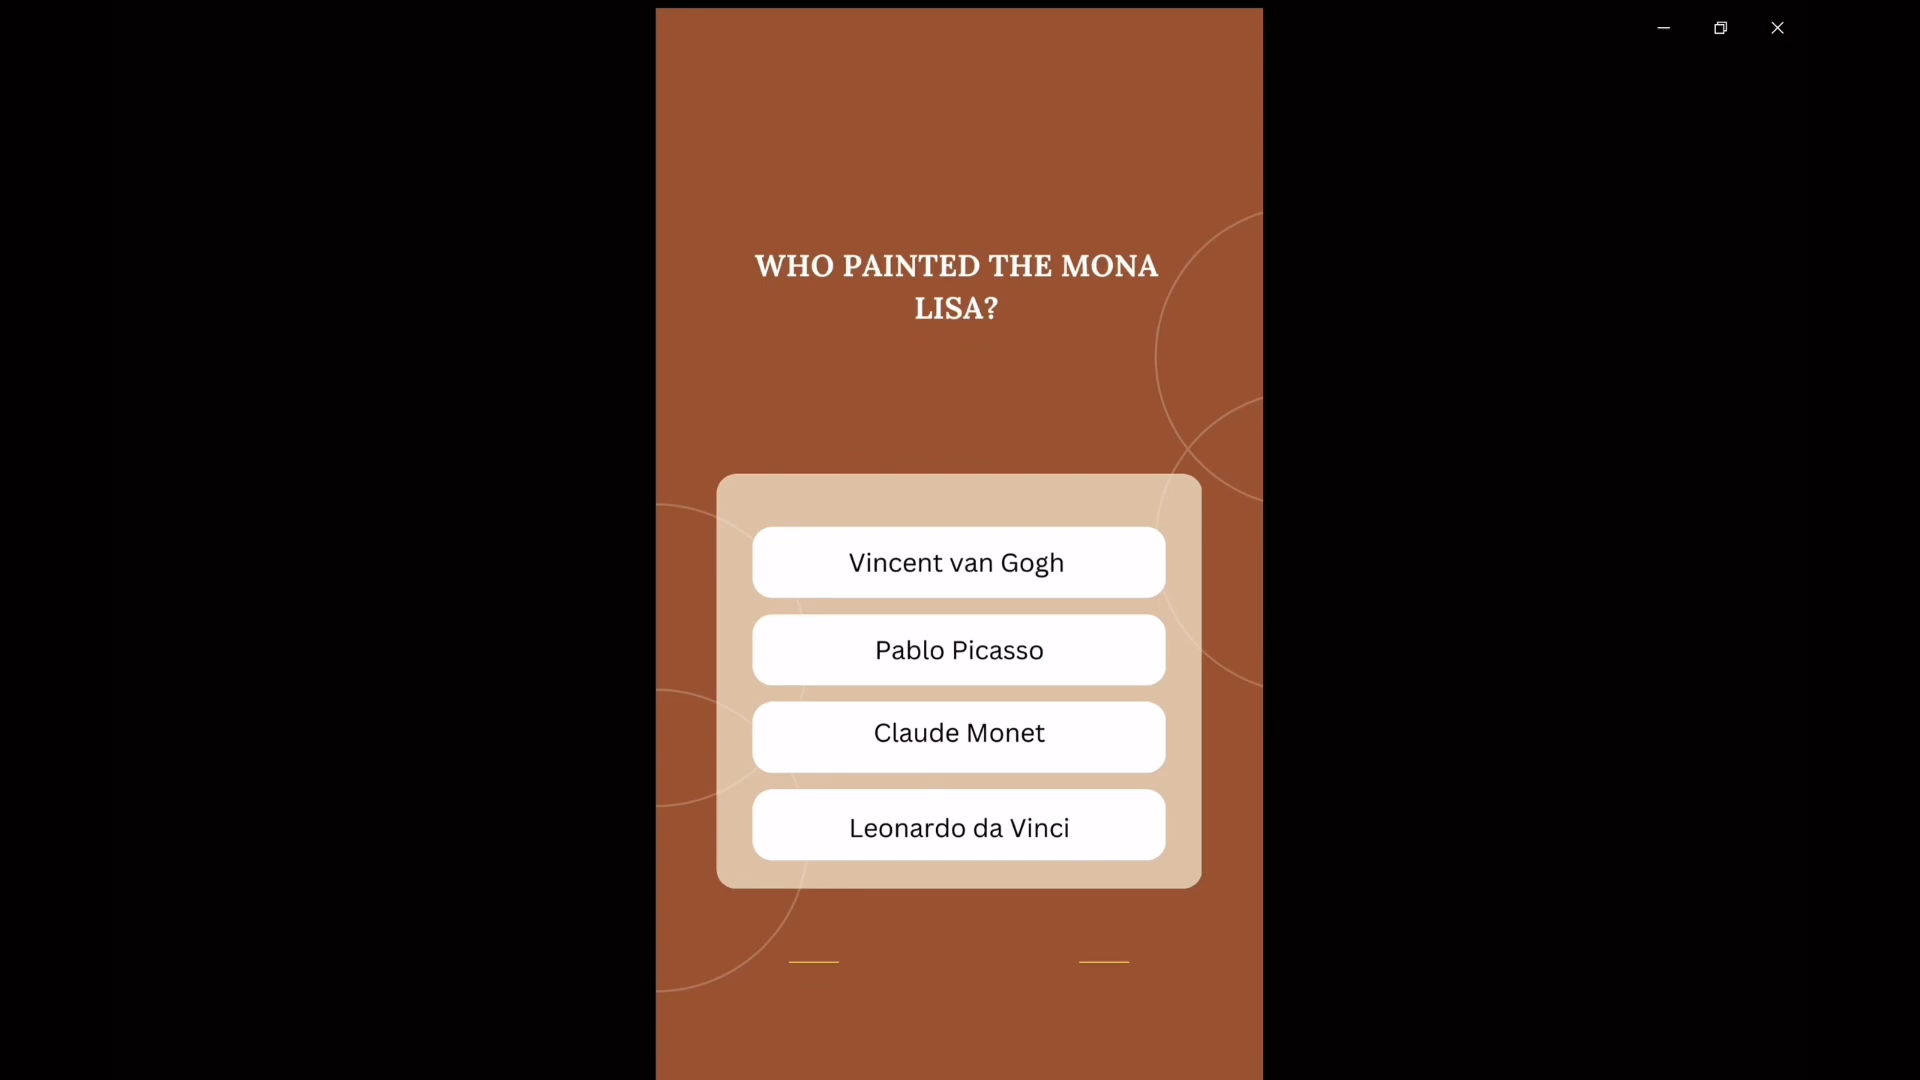 WHO PAINTED THE MONA
LISA?
Vincent van Gogh
Pablo Picasso
Claude Monet
Leonardo da Vinci